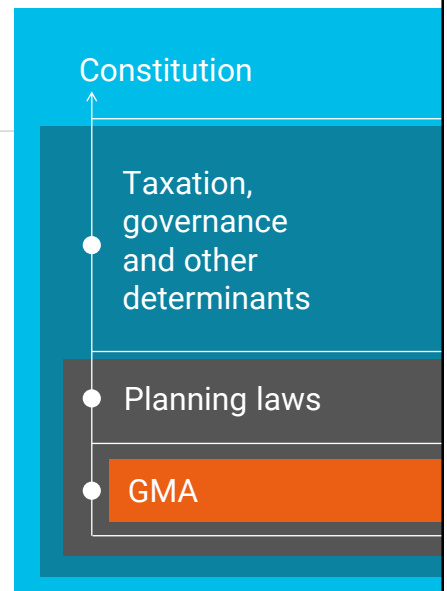 Constitution
Taxation,
governance
and other
determinants
Planning laws
GMA